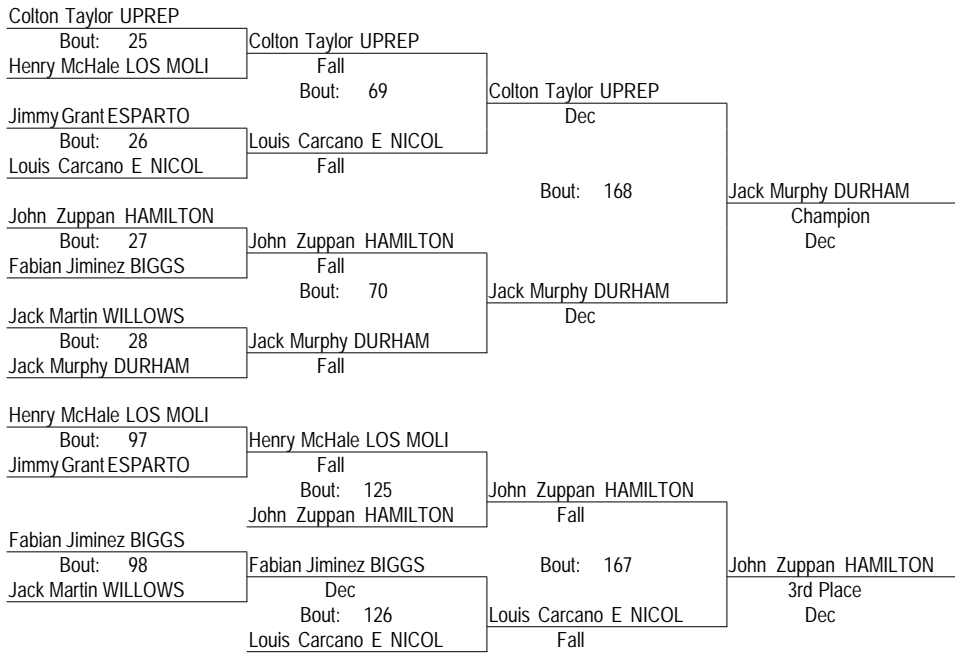 Colton Taylor UPREP
Bout: 25
Colton Taylor UPREP
Henry McHale LOS MOLI
Fall
Bout: 69
Colton Taylor UPREP
Jimmy Grant ESPARTO
Dec
Bout: 26
Louis Carcano E NICOL
Louis Carcano E NICOL
Fall
Bout: 168
Jack Murphy DURHAM
John Zuppan HAMILTON
Champion
Bout: 27
John Zuppan HAMILTON
Dec
Fabian Jiminez BIGGS
Fall
Bout: 70
Jack Murphy DURHAM
Jack Martin WILLOWS
Dec
Bout: 28
Jack Murphy DURHAM
Jack Murphy DURHAM
Fall
Henry McHale LOS MOLI
Bout: 97
Henry McHale LOS MOLI
Jimmy Grant ESPARTO
Fall
Bout: 125
John Zuppan HAMILTON
John Zuppan HAMILTON
Fall
Fabian Jiminez BIGGS
Bout: 98
Fabian Jiminez BIGGS
Bout: 167
John Zuppan HAMILTON
Jack Martin WILLOWS
Dec
3rd Place
Bout: 126
Louis Carcano E NICOL
Dec
Louis Carcano E NICOL
Fall